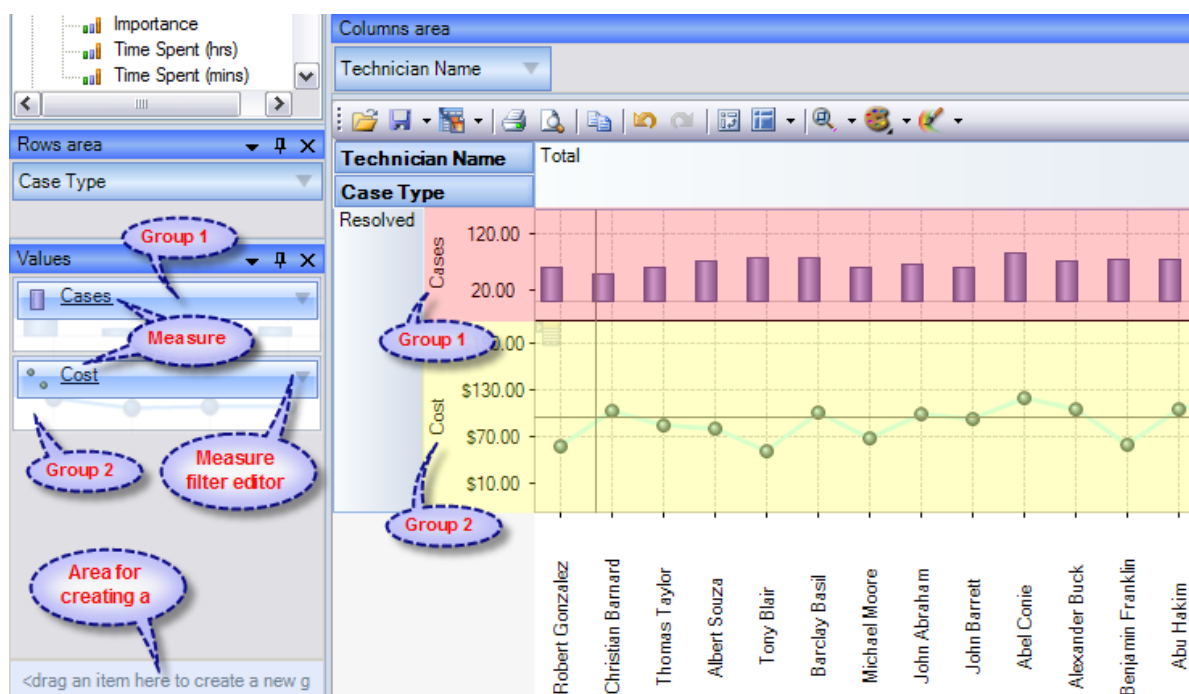 Importance
Time Spent (hrs)
Time Spent (mins)
Rows area
Case Type
Values
Cases
Cost
Group 1
Measure
Group 2
Measure
filter editor
Area for
creating a
<drag an item here to create a new g
Columns area
Technician Name
Technician Name
Case Type
Total
Resolved
Cases
120.00
20.00
Group 1
0.00
Cost
$130.00
$70.00
$10.00
Group 2
Robert Gonzalez
Christian Barnard
Thomas Taylor
Albert Souza
Tony Blair
Barclay Basil
Michael Moore
John Abraham
John Barrett
Abel Conie
Alexander Buck
Benjamin Franklin
Abu Hakim